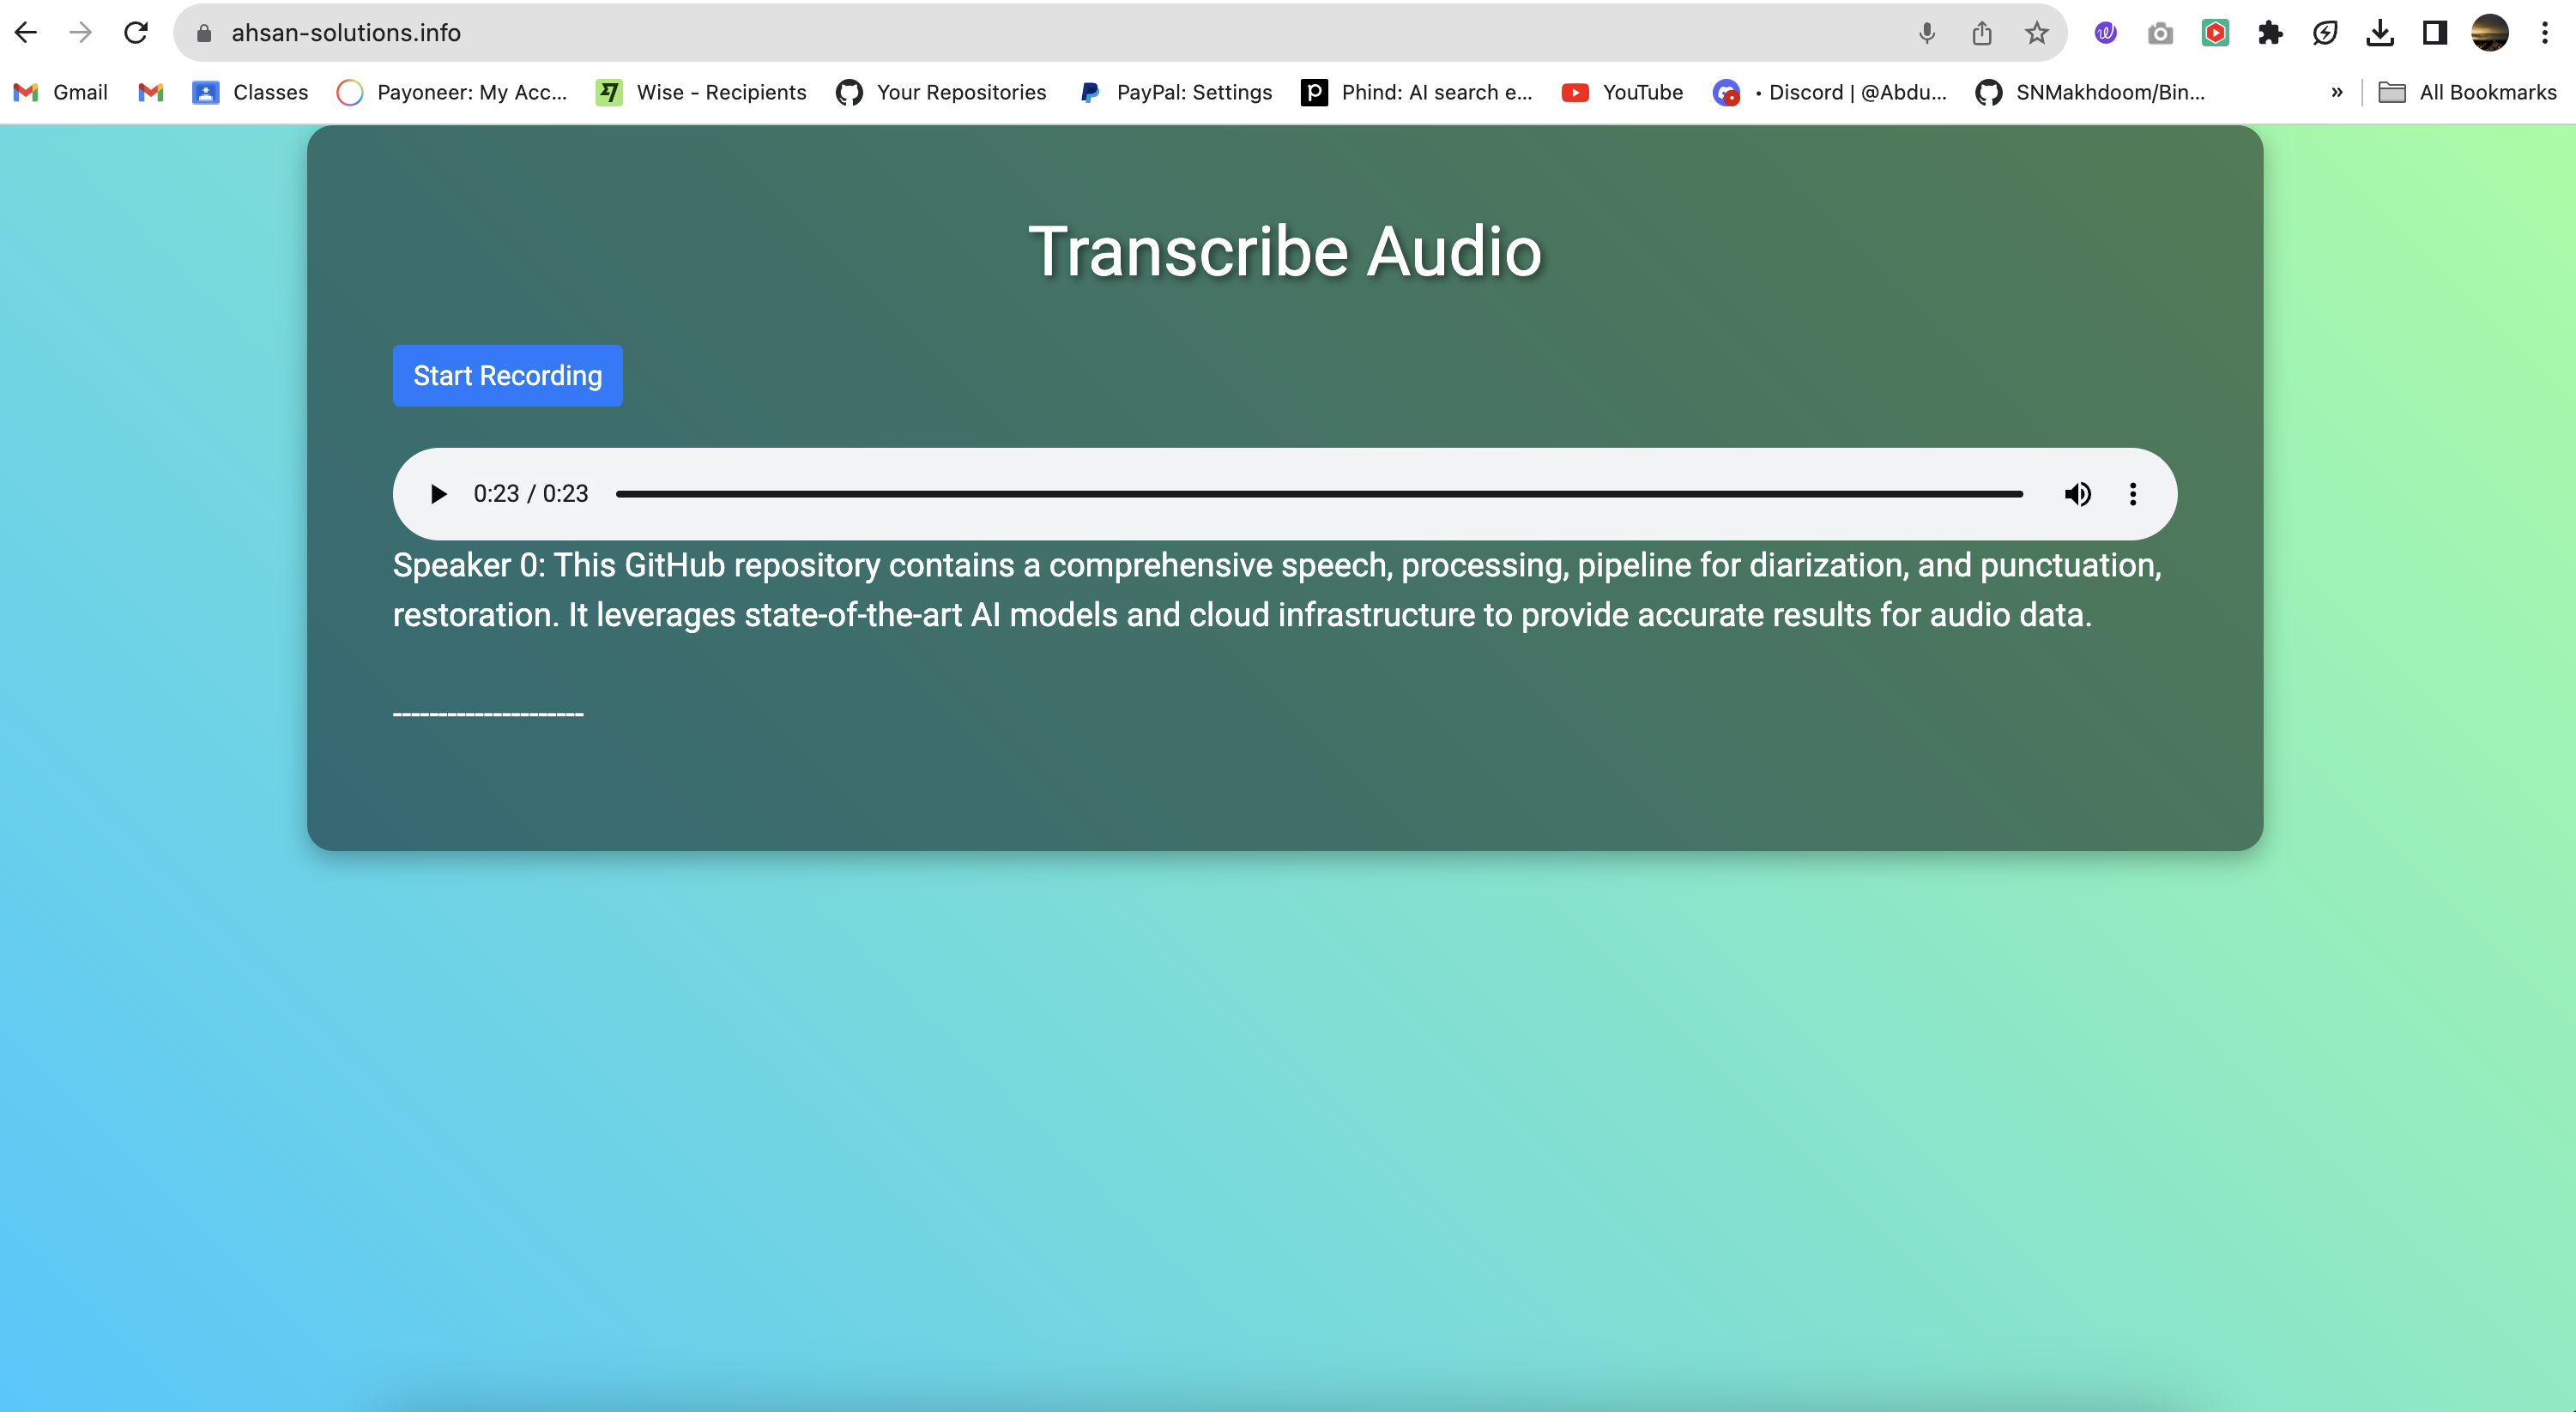 ahsan-solutions.info
Gmail Classes Payoneer: My Acc... Wise - Recipients Your Repositories PayPal: Settings Phind: AI search e... YouTube • Discord | @Abdu... SNMakhdoom/Bin... » All Bookmarks
Transcribe Audio
Start Recording
0:23 / 0:23
Speaker 0: This GitHub repository contains a comprehensive speech, processing, pipeline for diarization, and punctuation,
restoration. It leverages state-of-the-art AI models and cloud infrastructure to provide accurate results for audio data.
---------------------